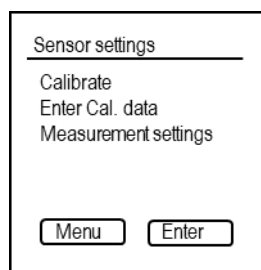 Sensor settings
Calibrate
Enter Cal. data
Measurement settings
Menu Enter